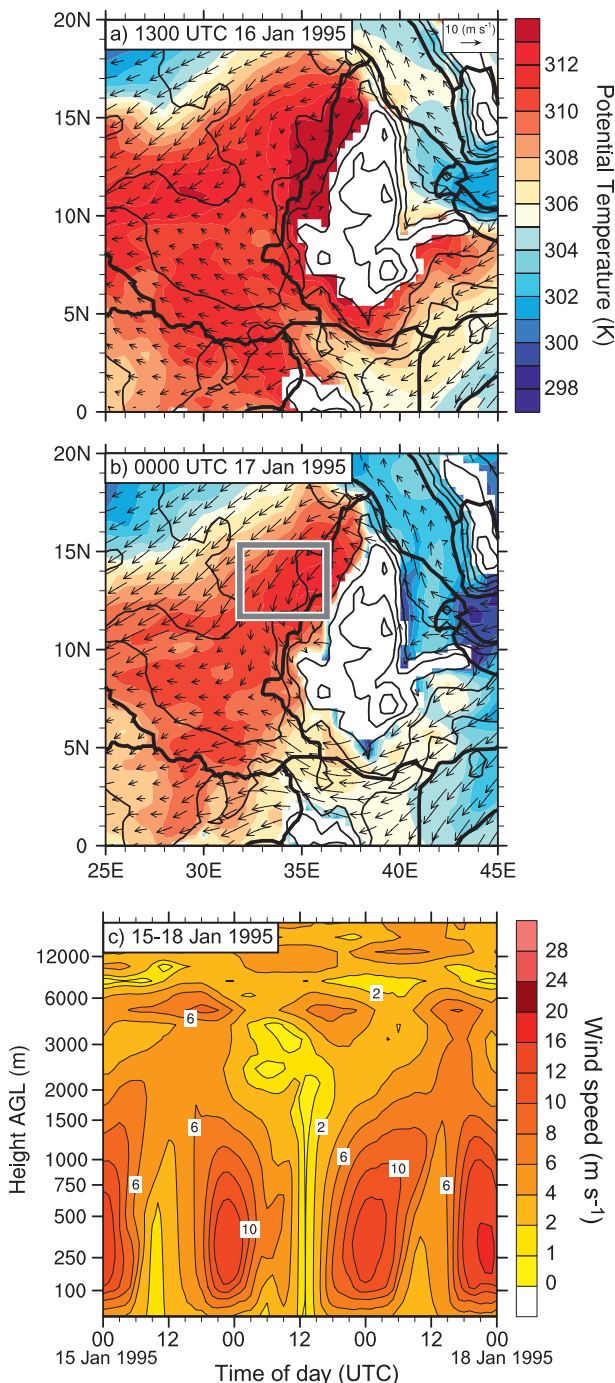 a) 1300 UTC 16 Jan 1995
10 (m s⁻¹)
20N
15N
10N
5N
0
312
310
308
306
304
302
300
298
Potential Temperature (K)
b) 0000 UTC 17 Jan 1995
20N
15N
10N
5N
0
25E 30E 35E 40E 45E
c) 15-18 Jan 1995
Height AGL (m)
12000
6000
3000
2000
1500
1000
750
500
250
100
2
6
6
2
6
6
6
10
10
28
24
20
16
12
10
8
6
4
2
1
0
Wind speed (m s⁻¹)
00 12 00 12 00 12 00
15 Jan 1995 18 Jan 1995
Time of day (UTC)